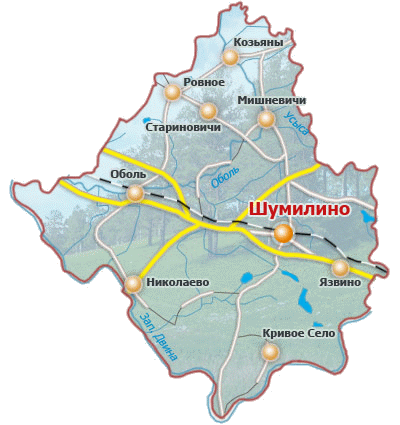 Козьяны
Ровное
Мишневичи
Стариновичи
Усыса
Оболь
Оболь
Шумилино
Николаево
Язвино
Зап. Двина
Кривое Село